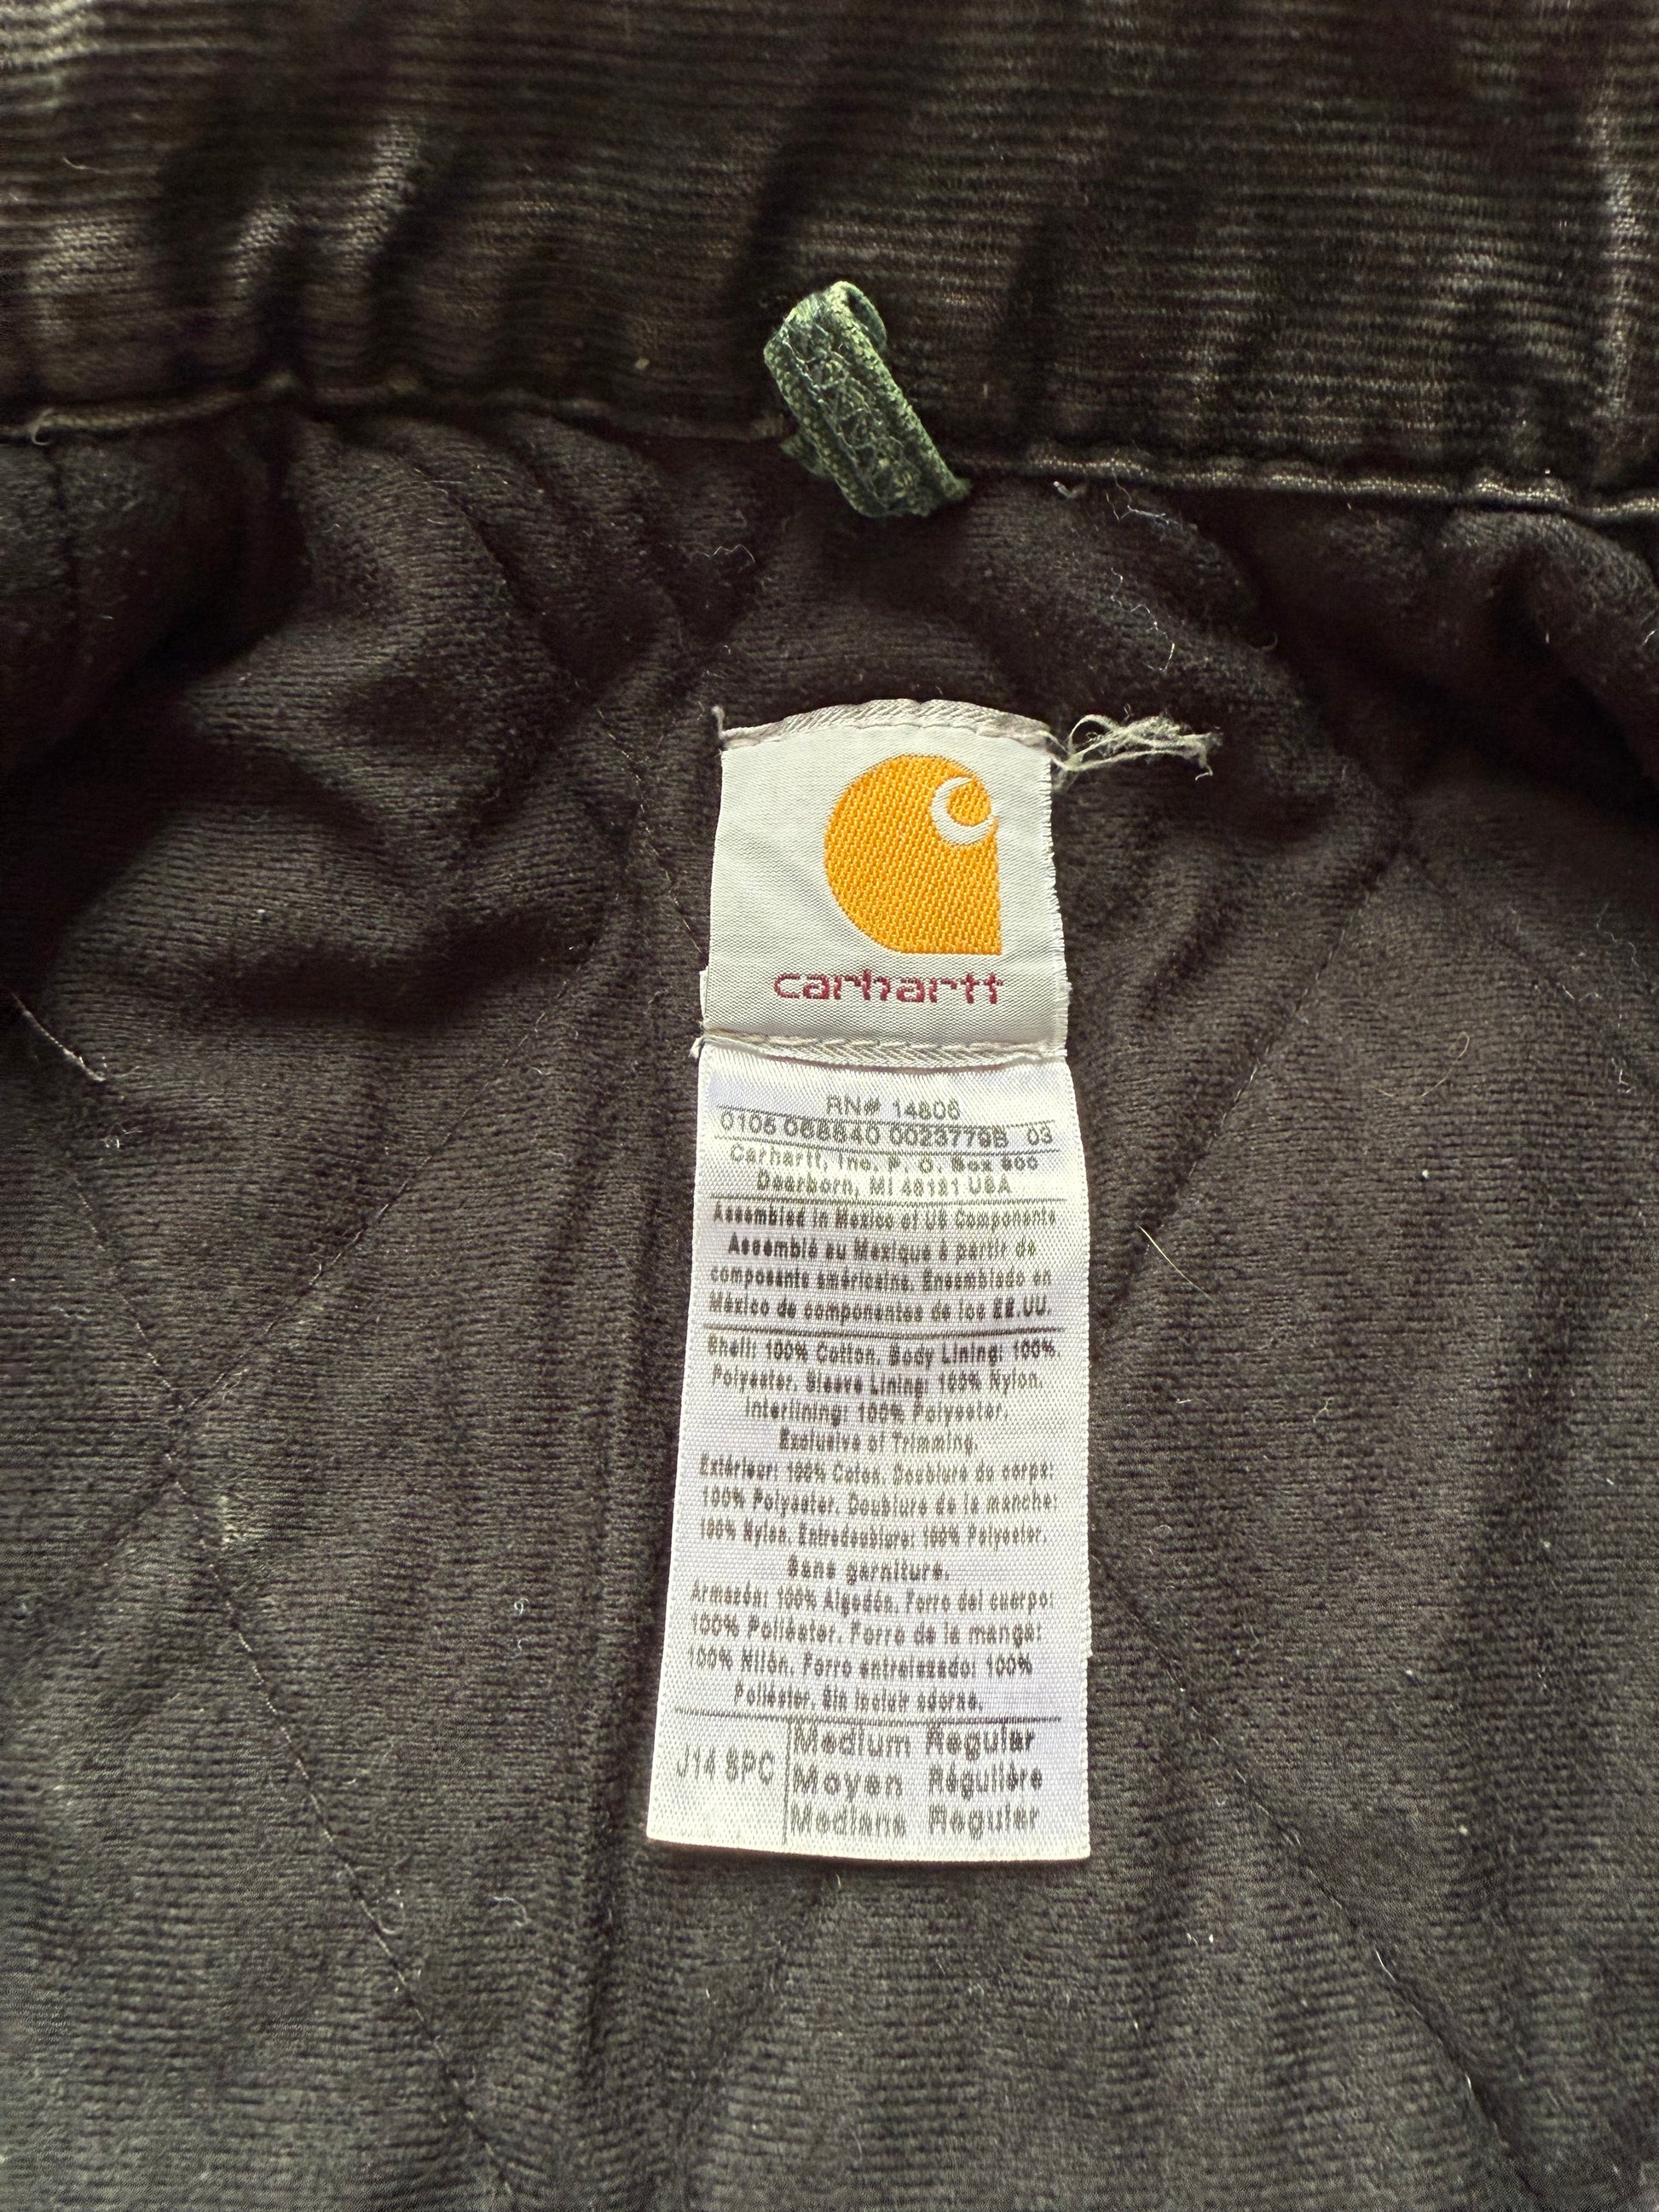 carhartt
RN# 14806
0105 088840 0023779B 03
Carhartt, Inc. P. O. Box 600
Dearborn, MI 48121 USA
Assembled in Mexico of US Components
Assemblé au Mexique à partir de
composants américains. Ensamblado en
México de componentes de los EE.UU.
Shell: 100% Cotton. Body Lining: 100%
Polyester. Sleeve Lining: 100% Nylon.
Interlining: 100% Polyester.
Exclusive of Trimming.
Extérieur: 100% Coton. Doublure du corps:
100% Polyester. Doublure de la manche:
100% Nylon. Entredoublure: 100% Polyester.
Sans garniture.
Armazón: 100% Algodón. Forro del cuerpo:
100% Poliéster. Forro de la manga:
100% Nilón. Forro entrelazado: 100%
Poliéster. Sin incluir adorno.
J14 SPC
Medium Regular
Moyen Régulière
Mediano Regular